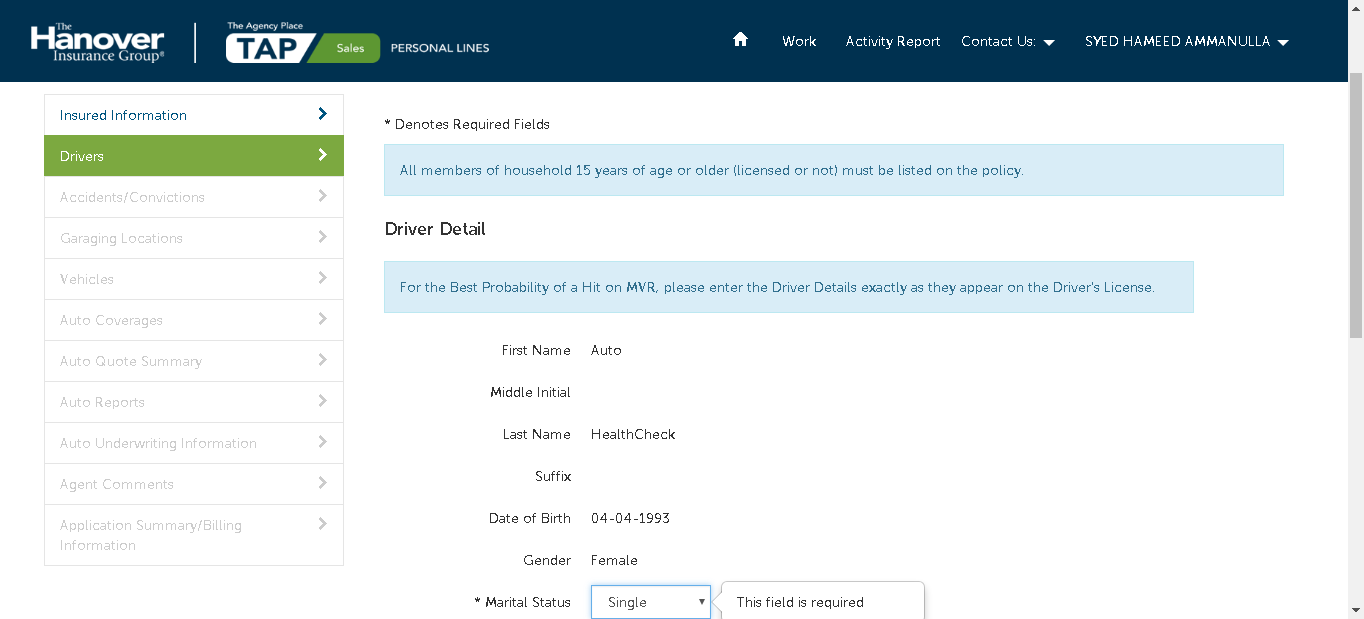 The
Hanover
Insurance Group®
The Agency Place
TAP Sales PERSONAL LINES
Work Activity Report Contact Us: SYED HAMEED AMMANULLA
Insured Information
Drivers
Accidents/Convictions
Garaging Locations
Vehicles
Auto Coverages
Auto Quote Summary
Auto Reports
Auto Underwriting Information
Agent Comments
Application Summary/Billing
Information
* Denotes Required Fields
All members of household 15 years of age or older (licensed or not) must be listed on the policy.
Driver Detail
For the Best Probability of a Hit on MVR, please enter the Driver Details exactly as they appear on the Driver's License.
First Name Auto
Middle Initial
Last Name HealthCheck
Suffix
Date of Birth 04-04-1993
Gender Female
* Marital Status Single This field is required